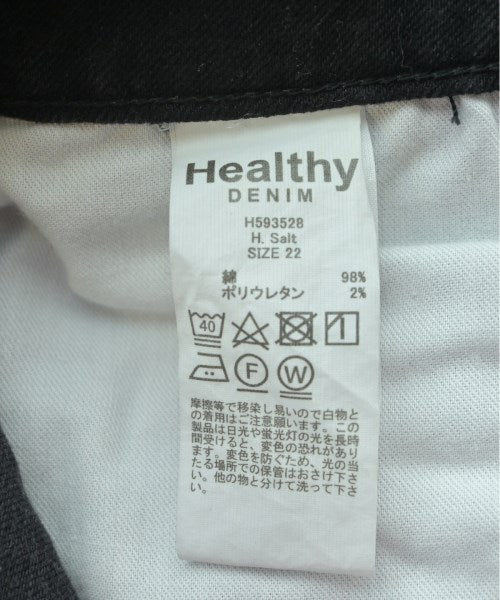 Healthy
DENIM
H593528
H. Salt
SIZE 22
綿 98%
ポリウレタン 2%
40
F W
摩擦等で移染し易いので白物と
の着用はご注意願います。この
製品は日光や蛍光灯の光を長時
間受けると、変色の恐れがあり
ます。変色を防ぐため、光の当
たる場所での保管はおさけ下さ
い。他の物と分けて洗って下さ
い。